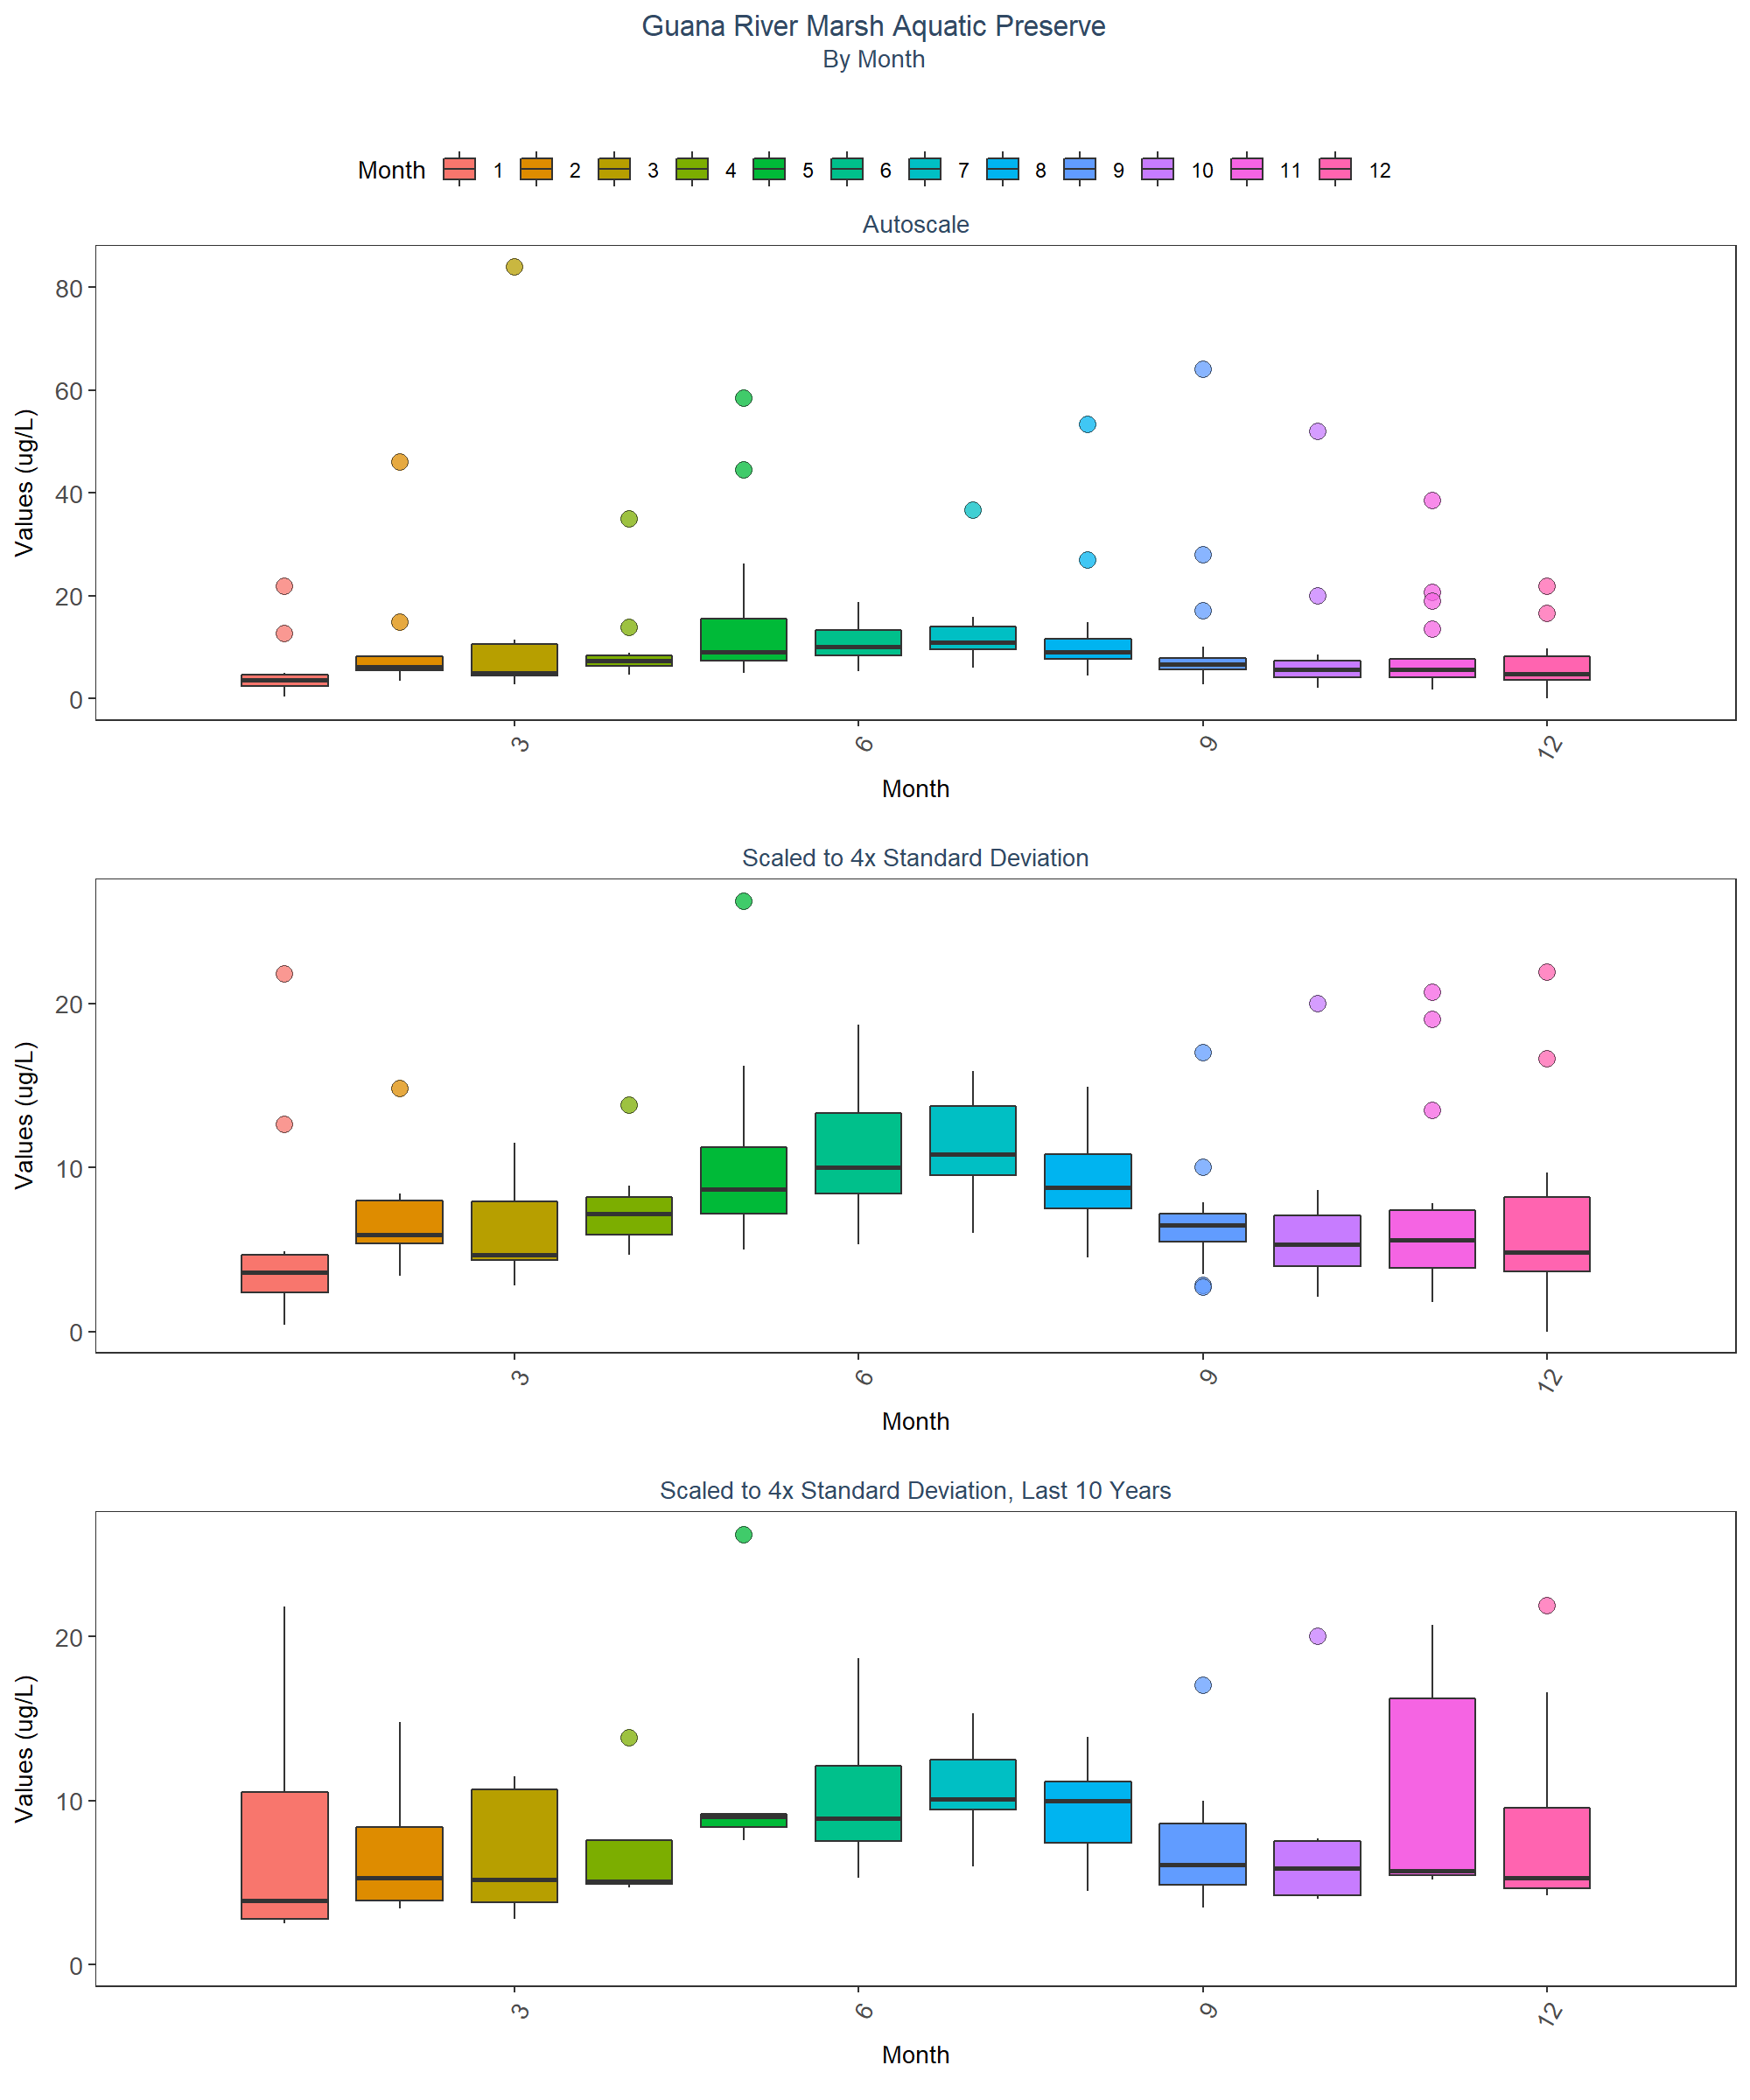 Guana River Marsh Aquatic Preserve
By Month
Month 1 2 3 4 5 6 7 8 9 10 11 12
Autoscale
Values (ug/L)
80
60
40
20
0
3 6 9 12
Month
Scaled to 4x Standard Deviation
Values (ug/L)
20
10
0
3 6 9 12
Month
Scaled to 4x Standard Deviation, Last 10 Years
Values (ug/L)
20
10
0
3 6 9 12
Month